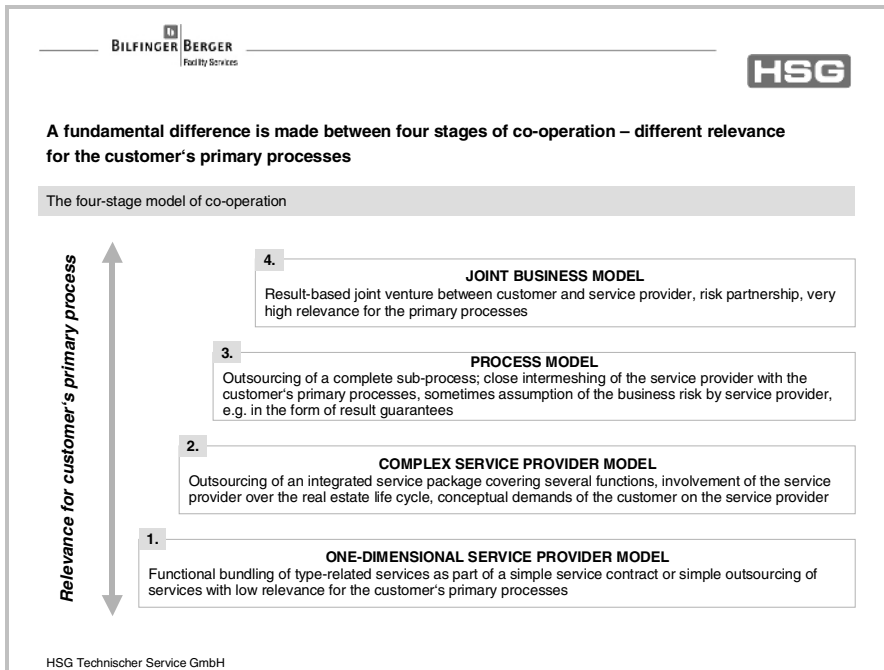 BILFINGER BERGER
Facility Services
HSG
A fundamental difference is made between four stages of co-operation – different relevance
for the customer‘s primary processes
The four-stage model of co-operation
Relevance for customer‘s primary process
4.
JOINT BUSINESS MODEL
Result-based joint venture between customer and service provider, risk partnership, very
high relevance for the primary processes
3.
PROCESS MODEL
Outsourcing of a complete sub-process; close intermeshing of the service provider with the
customer‘s primary processes, sometimes assumption of the business risk by service provider,
e.g. in the form of result guarantees
2.
COMPLEX SERVICE PROVIDER MODEL
Outsourcing of an integrated service package covering several functions, involvement of the service
provider over the real estate life cycle, conceptual demands of the customer on the service provider
1.
ONE-DIMENSIONAL SERVICE PROVIDER MODEL
Functional bundling of type-related services as part of a simple service contract or simple outsourcing of
services with low relevance for the customer‘s primary processes
HSG Technischer Service GmbH